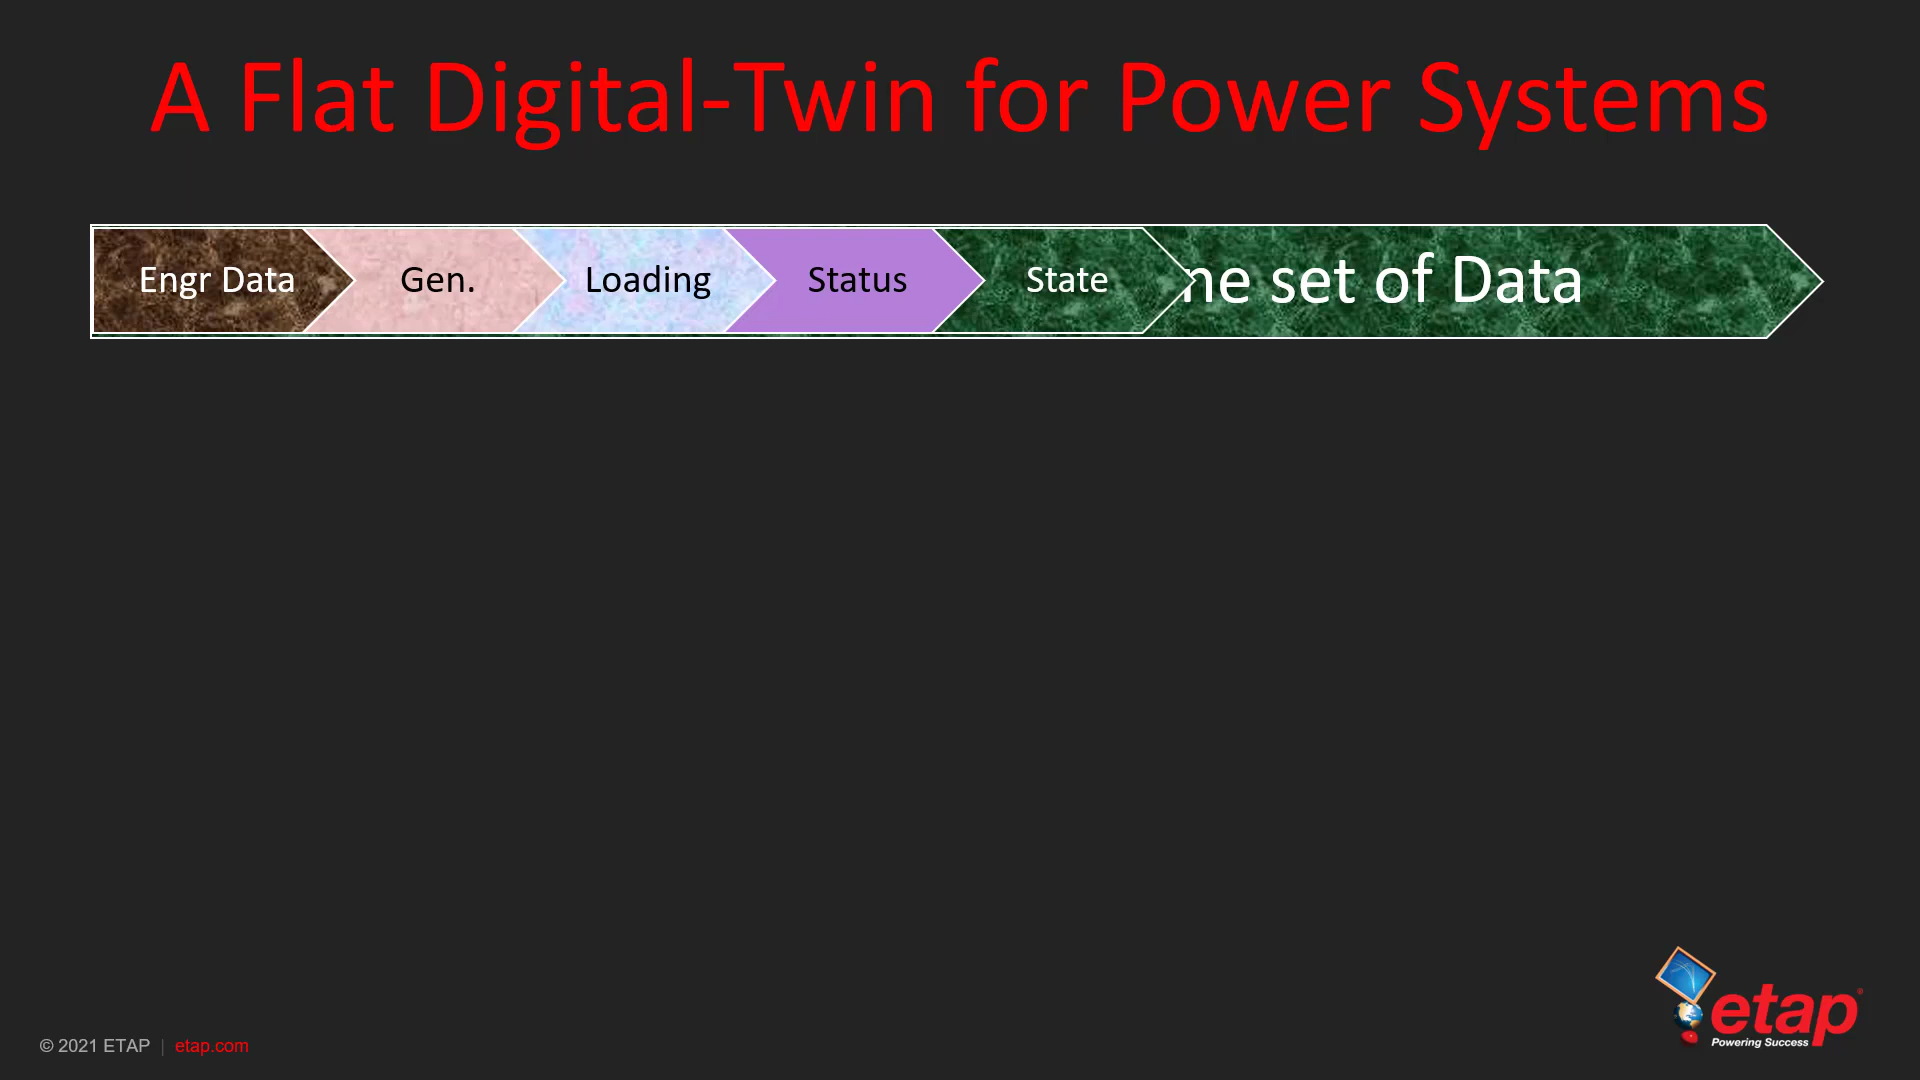 A Flat Digital-Twin for Power Systems
Engr Data
Gen.
Loading
Status
State
set of Data
etap®
Powering Success
© 2021 ETAP | etap.com